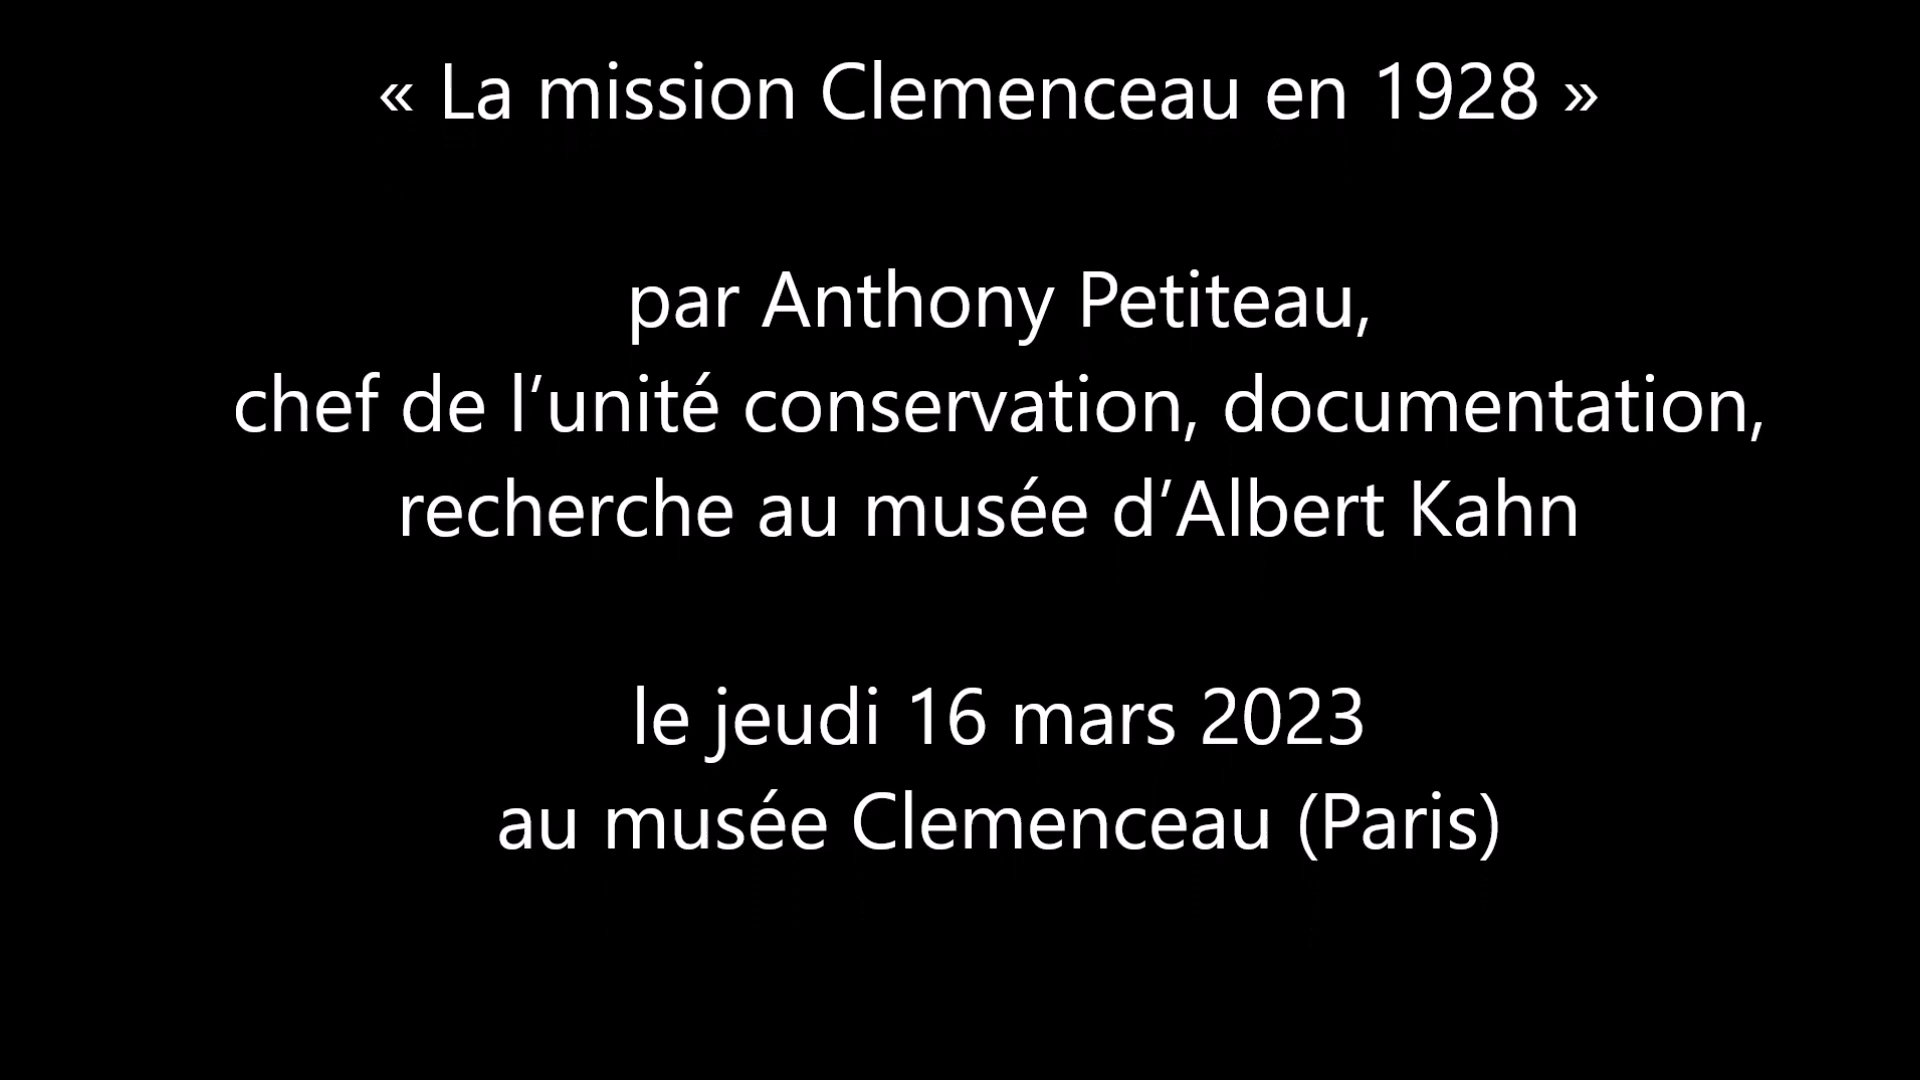 « La mission Clemenceau en 1928 »
par Anthony Petiteau,
chef de l’unité conservation, documentation,
recherche au musée d’Albert Kahn
le jeudi 16 mars 2023
au musée Clemenceau (Paris)